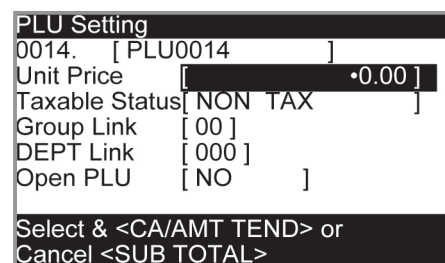 PLU Setting
0014. [ PLU0014 ]
Unit Price [ •0.00 ]
Taxable Status[ NON TAX ]
Group Link [ 00 ]
DEPT Link [ 000 ]
Open PLU [ NO ]
Select & <CA/AMT TEND> or
Cancel <SUB TOTAL>